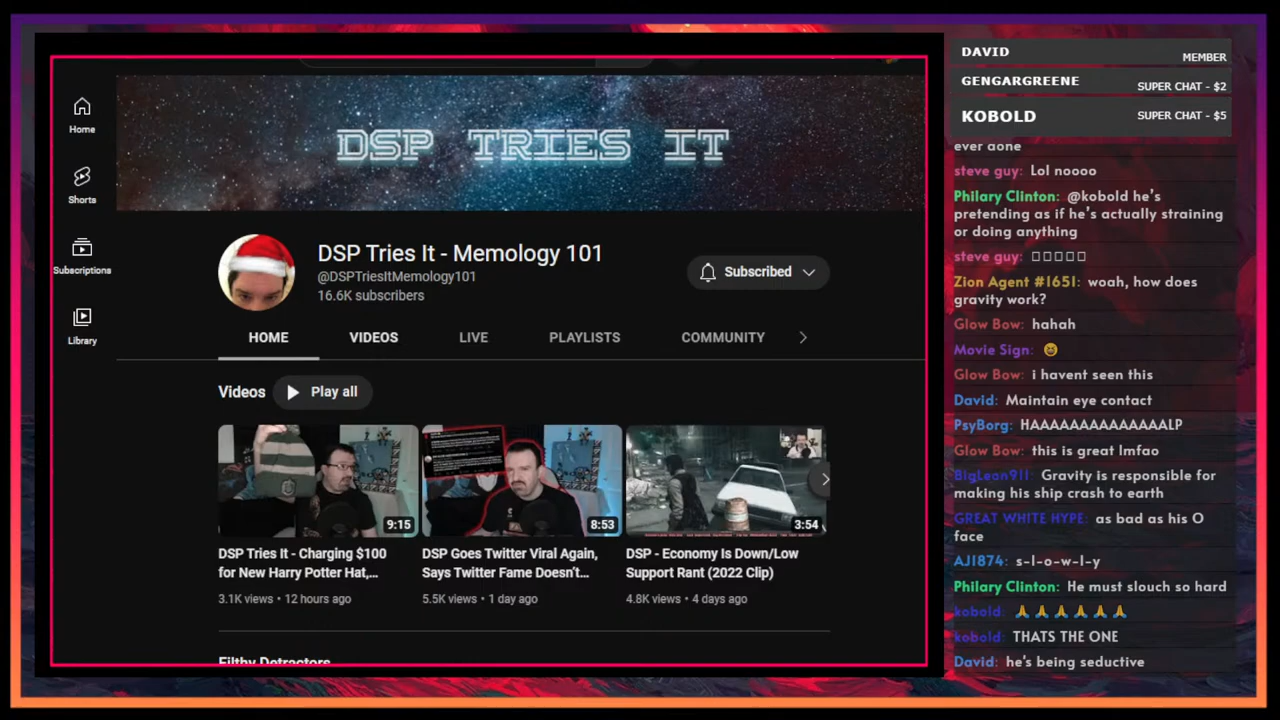 DSP TRIES IT
Home
Shorts
Subscriptions
Library
DSP Tries It - Memology 101
@DSPTriesItMemology101
16.6K subscribers
Subscribed
HOME VIDEOS LIVE PLAYLISTS COMMUNITY
Videos Play all
9:15
8:53
3:54
DSP Tries It - Charging $100
for New Harry Potter Hat,...
3.1K views • 12 hours ago
DSP Goes Twitter Viral Again,
Says Twitter Fame Doesn't...
5.5K views • 1 day ago
DSP - Economy Is Down/Low
Support Rant (2022 Clip)
4.8K views • 4 days ago
Filthy Detractors
DAVID
MEMBER
GENGARGREENE
SUPER CHAT - $2
KOBOLD
SUPER CHAT - $5
ever aone
steve guy: Lol noooo
Philary Clinton: @kobold he's
pretending as if he's actually straining
or doing anything
steve guy: □□□□□
Zion Agent #1651: woah, how does
gravity work?
Glow Bow: hahah
Movie Sign: 😆
Glow Bow: i havent seen this
David: Maintain eye contact
PsyBorg: HAAAAAAAAAAAAALP
Glow Bow: this is great lmfao
BigLean911: Gravity is responsible for
making his ship crash to earth
GREAT WHITE HYPE: as bad as his O
face
AJ1874: s-l-o-w-l-y
Philary Clinton: He must slouch so hard
kobold: 🙏🙏🙏🙏🙏🙏
kobold: THATS THE ONE
David: he's being seductive